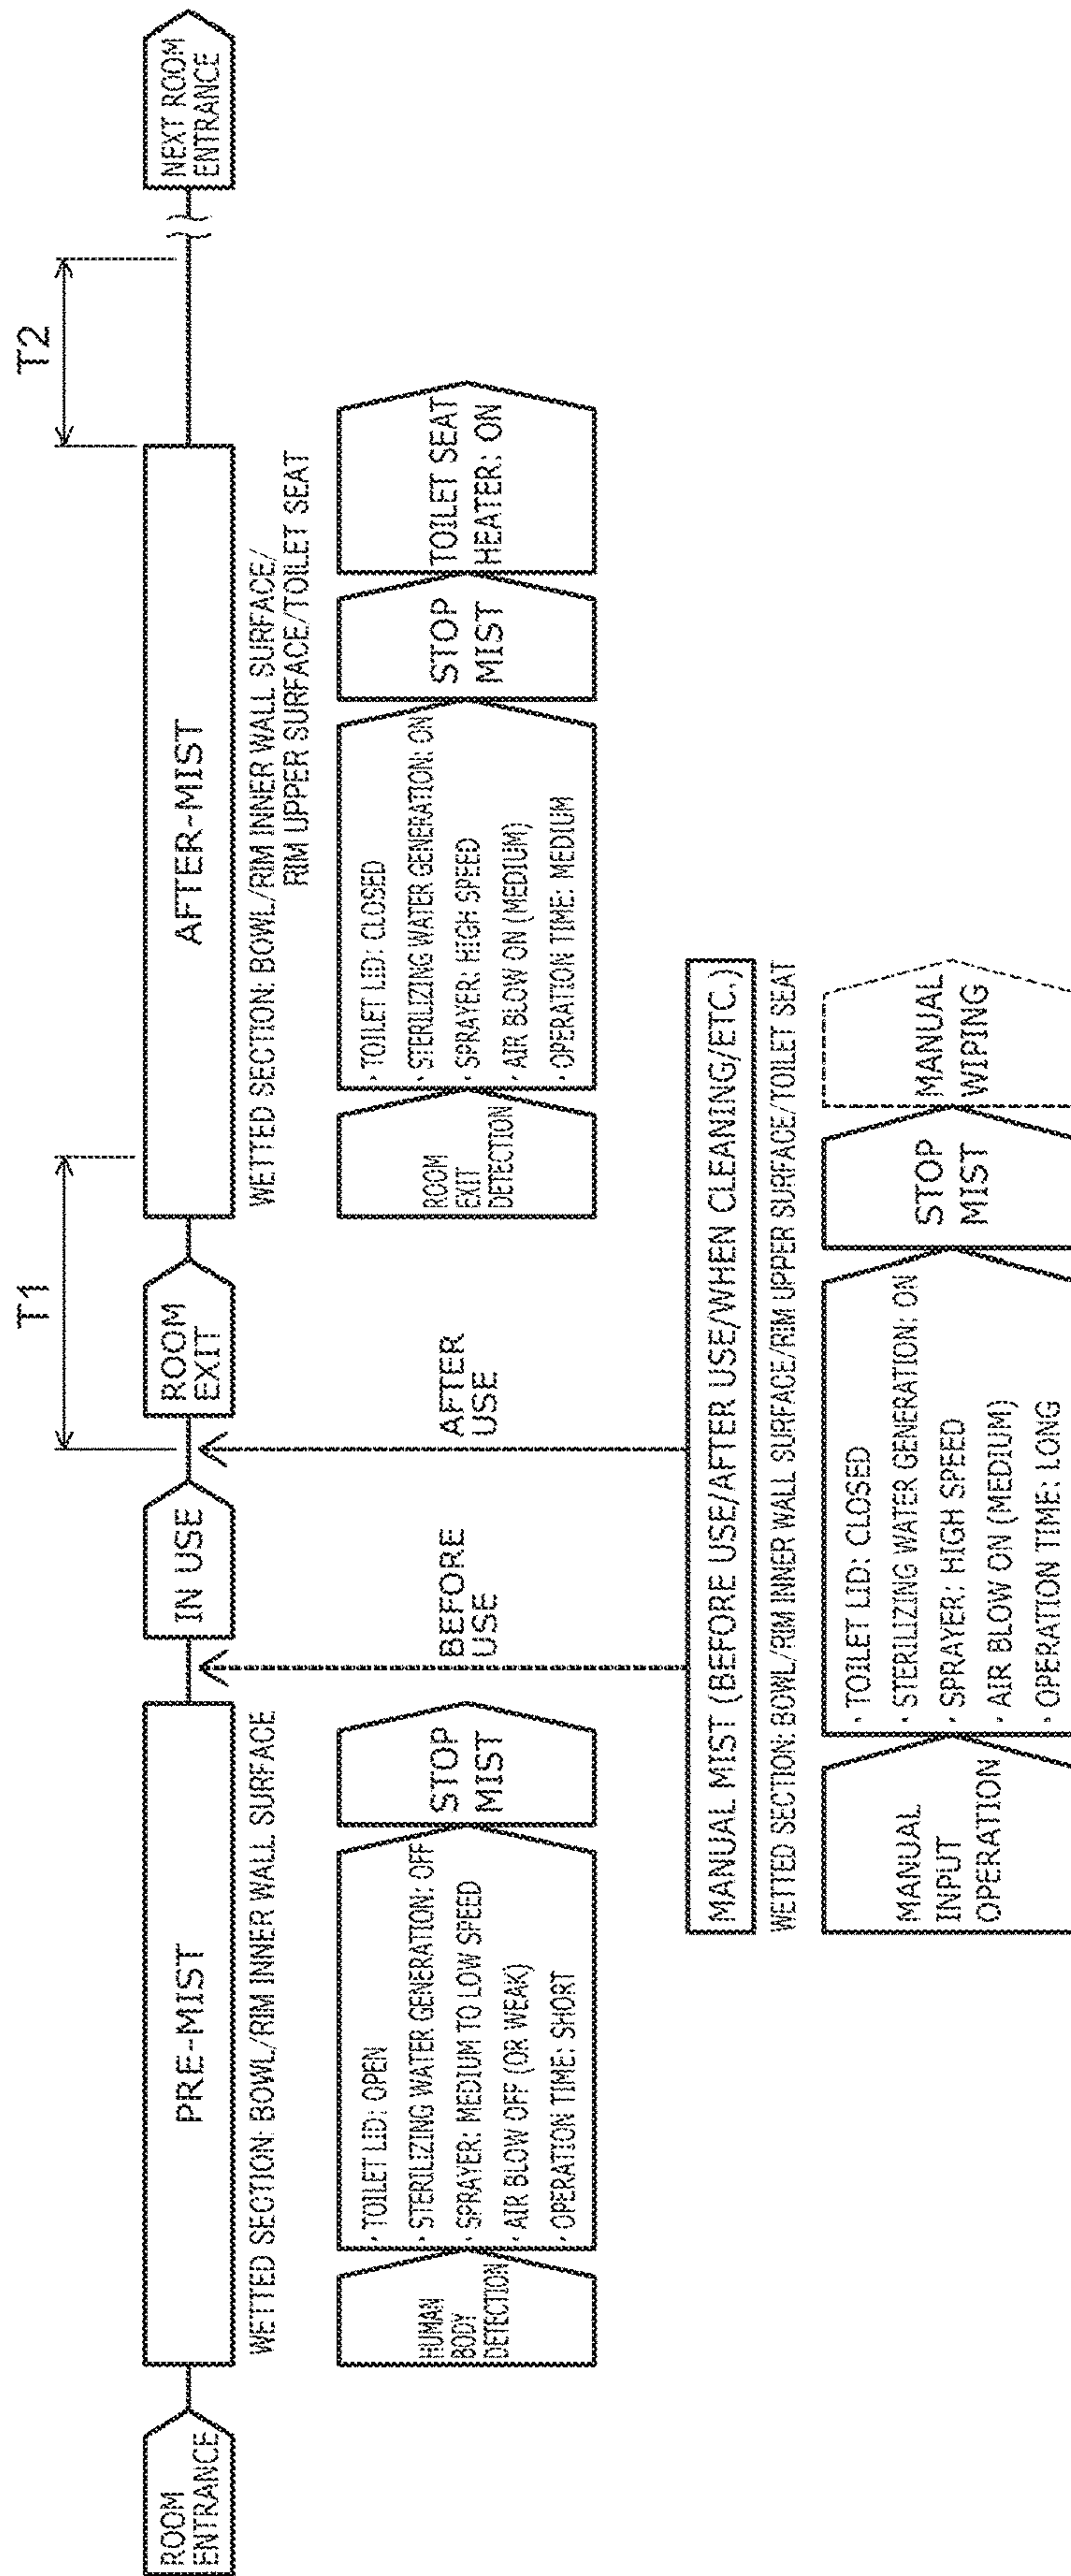 T1
T2
ROOM
ENTRANCE
PRE-MIST
IN USE
ROOM
EXIT
AFTER-MIST
NEXT ROOM
ENTRANCE
WETTED SECTION: BOWL/RIM INNER WALL SURFACE
WETTED SECTION: BOWL/RIM INNER WALL SURFACE/
RIM UPPER SURFACE/TOILET SEAT
HUMAN
BODY
DETECTION
· TOILET LID: OPEN
· STERILIZING WATER GENERATION: OFF
· SPRAYER: MEDIUM TO LOW SPEED
· AIR BLOW OFF (OR WEAK)
· OPERATION TIME: SHORT
STOP
MIST
BEFORE
USE
AFTER
USE
ROOM
EXIT
DETECTION
· TOILET LID: CLOSED
· STERILIZING WATER GENERATION: ON
· SPRAYER: HIGH SPEED
· AIR BLOW ON (MEDIUM)
· OPERATION TIME: MEDIUM
STOP
MIST
TOILET SEAT
HEATER: ON
MANUAL MIST (BEFORE USE/AFTER USE/WHEN CLEANING/ETC.)
WETTED SECTION: BOWL/RIM INNER WALL SURFACE/RIM UPPER SURFACE/TOILET SEAT
MANUAL
INPUT
OPERATION
· TOILET LID: CLOSED
· STERILIZING WATER GENERATION: ON
· SPRAYER: HIGH SPEED
· AIR BLOW ON (MEDIUM)
· OPERATION TIME: LONG
STOP
MIST
MANUAL
WIPING